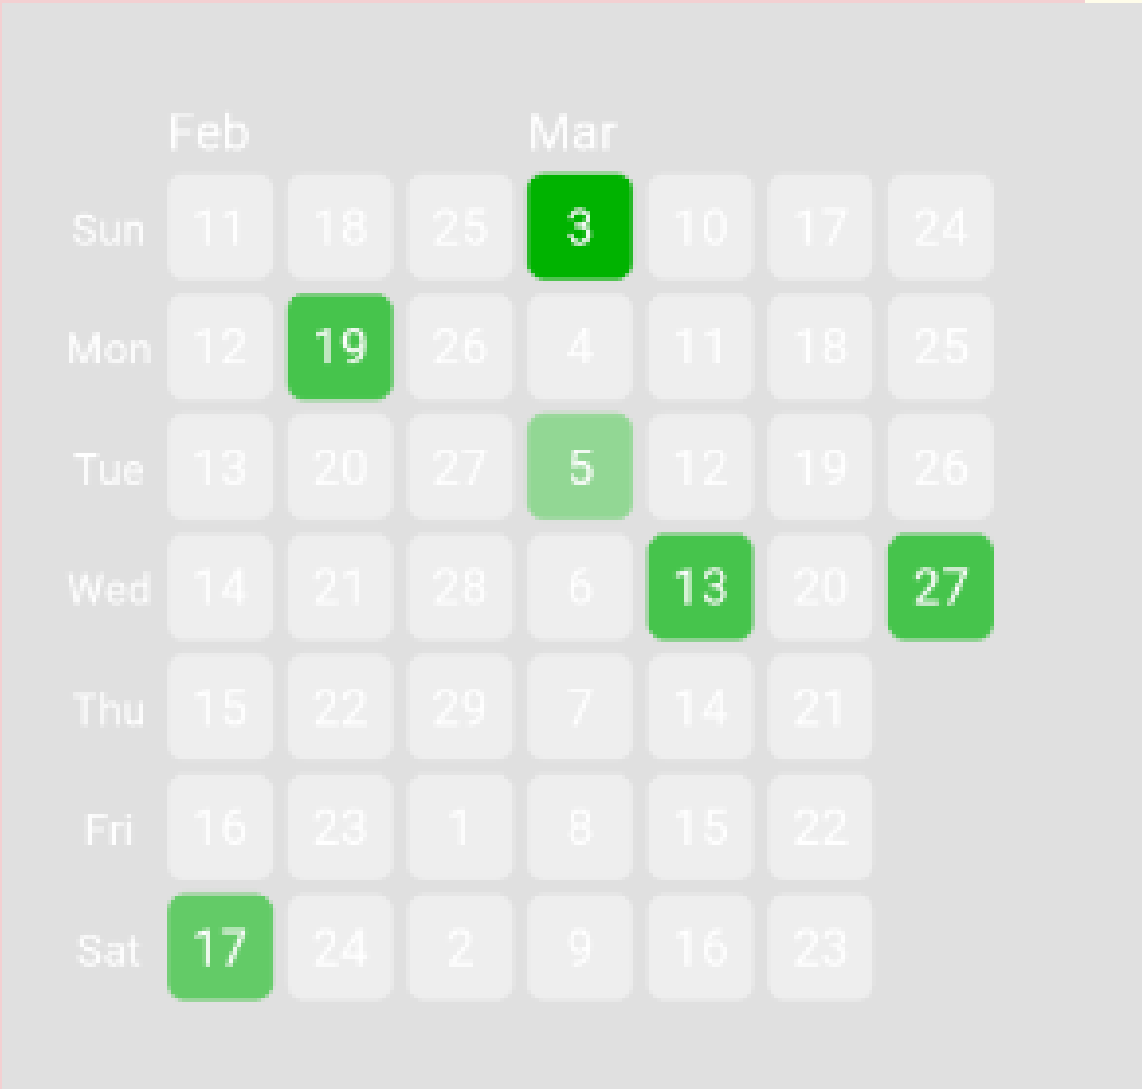 Feb Mar
Sun 11 18 25 3 10 17 24
Mon 12 19 26 4 11 18 25
Tue 13 20 27 5 12 19 26
Wed 14 21 28 6 13 20 27
Thu 15 22 29 7 14 21
Fri 16 23 1 8 15 22
Sat 17 24 2 9 16 23